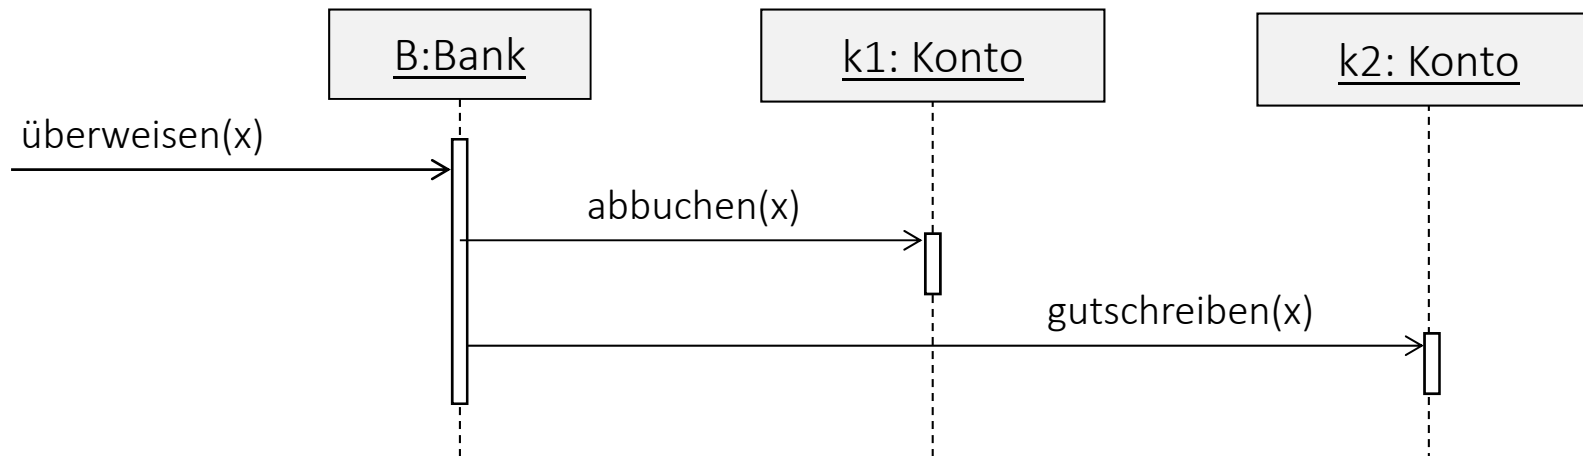 B:Bank
k1: Konto
k2: Konto
überweisen(x)
abbuchen(x)
gutschreiben(x)